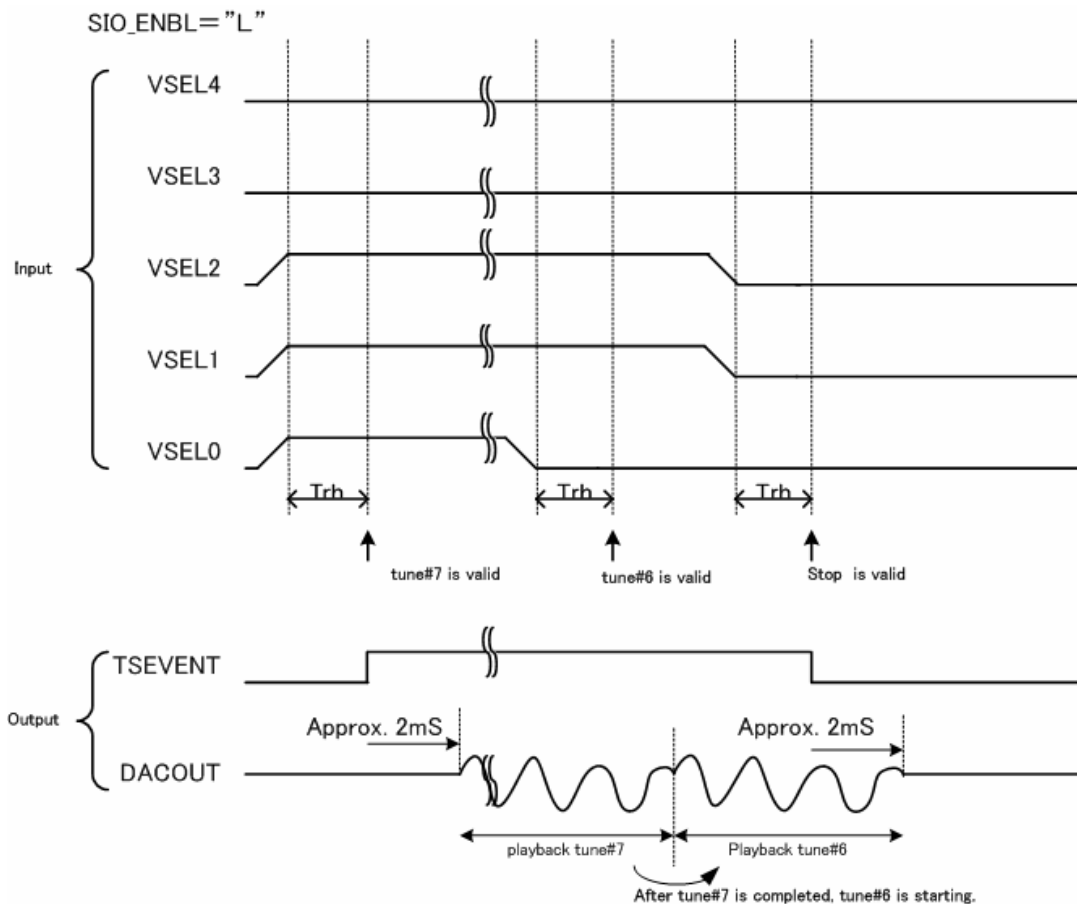 SIO_ENBL="L"
VSEL4
VSEL3
Input
VSEL2
VSEL1
VSEL0
Trh
Trh
Trh
tune#7 is valid
tune#6 is valid
Stop is valid
TSEVENT
Output
Approx. 2mS
Approx. 2mS
DACOUT
playback tune#7
Playback tune#6
After tune#7 is completed, tune#6 is starting.